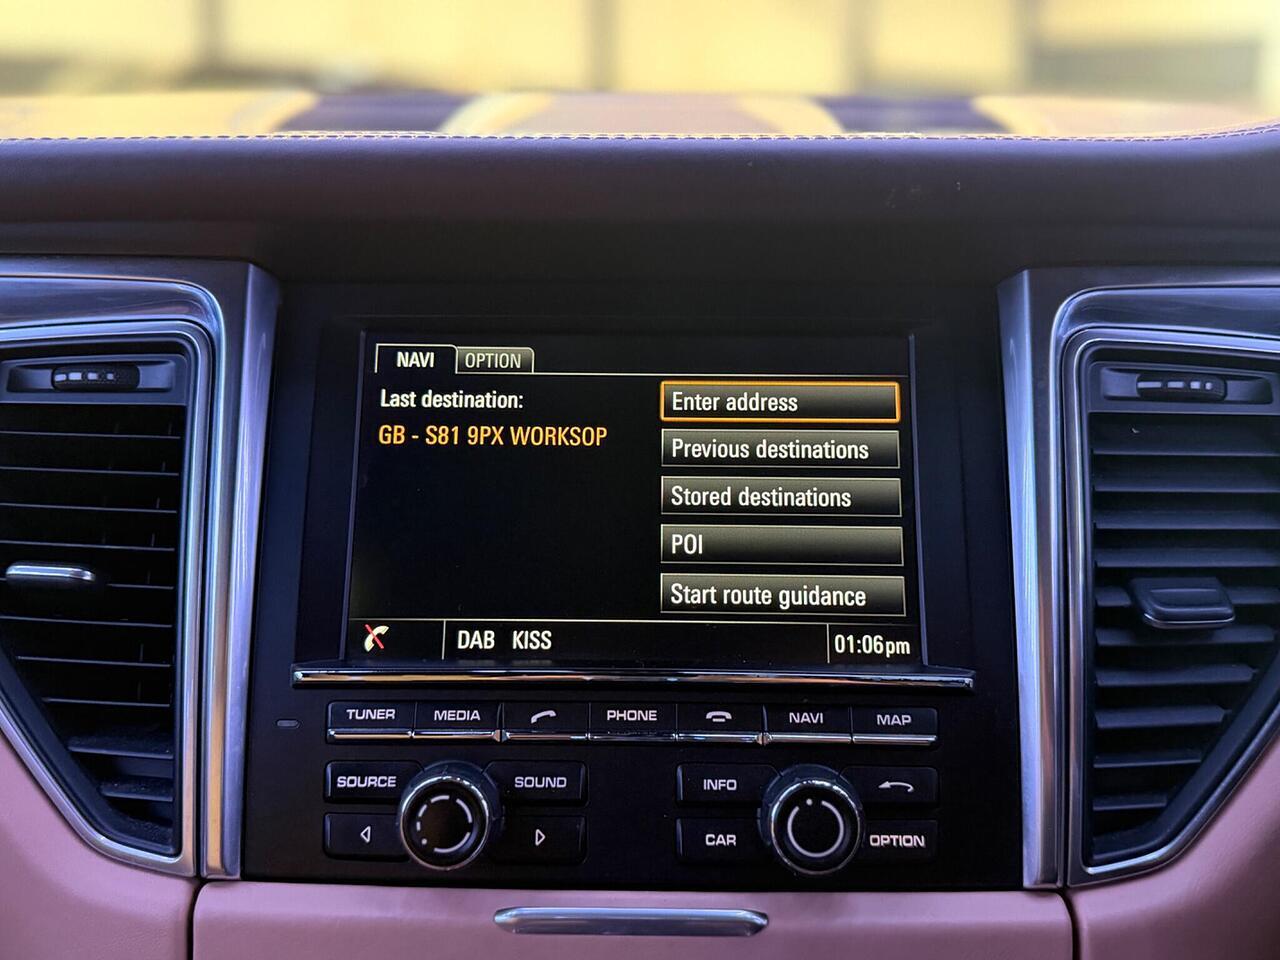 NAVI OPTION
Last destination:
GB - S81 9PX WORKSOP
Enter address
Previous destinations
Stored destinations
POI
Start route guidance
DAB KISS
01:06pm
TUNER MEDIA PHONE NAVI MAP
SOURCE SOUND INFO
CAR OPTION